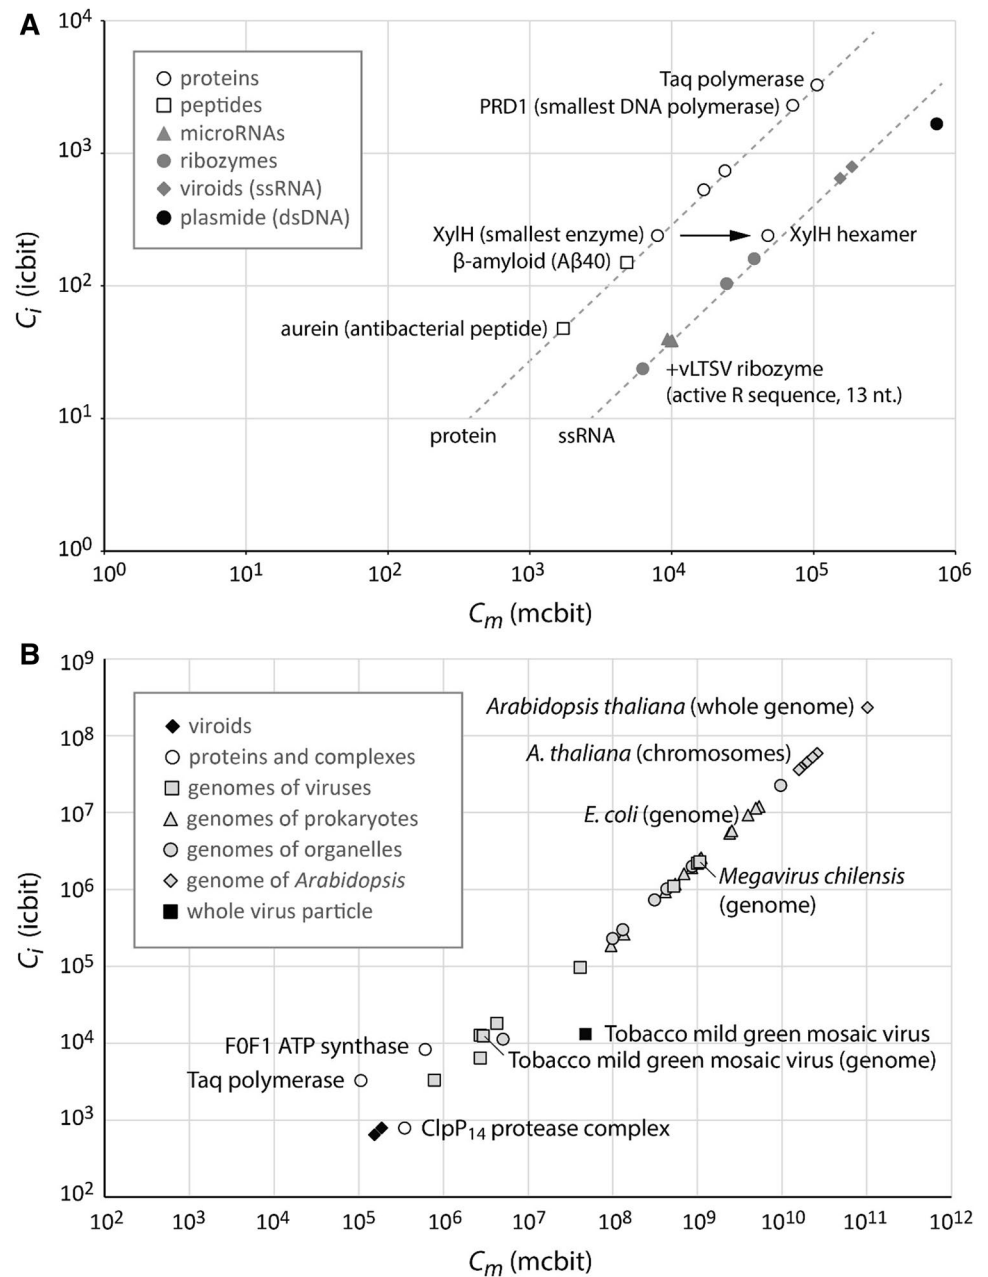 A
10⁴
10³
10²
10¹
10⁰
Cᵢ (icbit)
proteins
peptides
microRNAs
ribozymes
viroids (ssRNA)
plasmide (dsDNA)
Taq polymerase
PRD1 (smallest DNA polymerase)
XylH (smallest enzyme)
XylH hexamer
β-amyloid (Aβ40)
aurein (antibacterial peptide)
+vLTSV ribozyme
(active R sequence, 13 nt.)
protein
ssRNA
10⁰ 10¹ 10² 10³ 10⁴ 10⁵ 10⁶
Cₘ (mcbit)
B
10⁹
10⁸
10⁷
10⁶
10⁵
10⁴
10³
10²
Cᵢ (icbit)
viroids
proteins and complexes
genomes of viruses
genomes of prokaryotes
genomes of organelles
genome of Arabidopsis
whole virus particle
Arabidopsis thaliana (whole genome)
A. thaliana (chromosomes)
E. coli (genome)
Megavirus chilensis
(genome)
Tobacco mild green mosaic virus
F0F1 ATP synthase
Tobacco mild green mosaic virus (genome)
Taq polymerase
ClpP₁₄ protease complex
10² 10³ 10⁴ 10⁵ 10⁶ 10⁷ 10⁸ 10⁹ 10¹⁰ 10¹¹ 10¹²
Cₘ (mcbit)